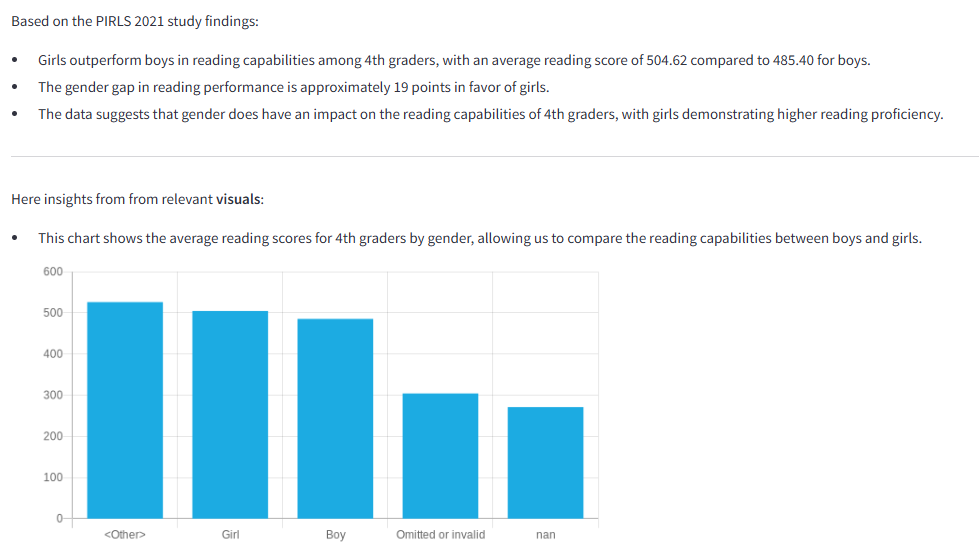 Based on the PIRLS 2021 study findings:
• Girls outperform boys in reading capabilities among 4th graders, with an average reading score of 504.62 compared to 485.40 for boys.
• The gender gap in reading performance is approximately 19 points in favor of girls.
• The data suggests that gender does have an impact on the reading capabilities of 4th graders, with girls demonstrating higher reading proficiency.
Here insights from from relevant visuals:
• This chart shows the average reading scores for 4th graders by gender, allowing us to compare the reading capabilities between boys and girls.
600
500
400
300
200
100
0
<Other> Girl Boy Omitted or invalid nan